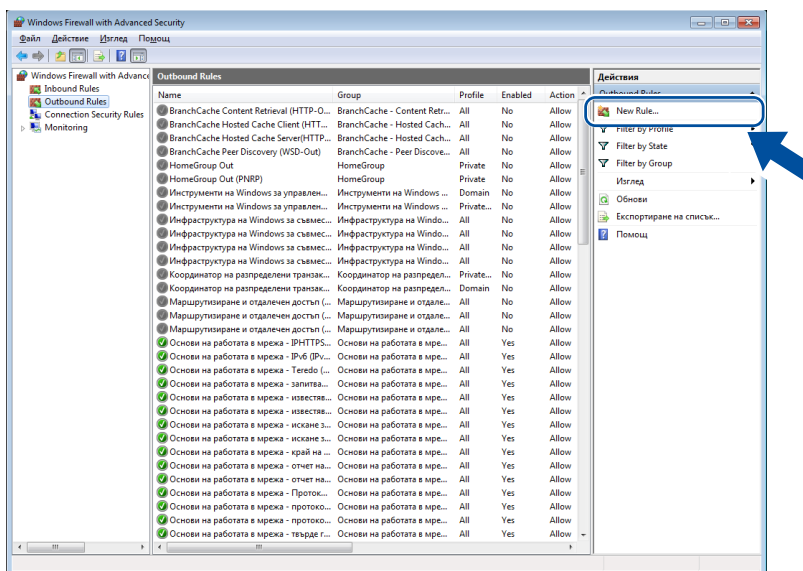 Windows Firewall with Advanced Security
Файл Действие Изглед Помощ
Windows Firewall with Advance
Inbound Rules
Outbound Rules
Connection Security Rules
Monitoring
Outbound Rules
Name Group Profile Enabled Action
BranchCache Content Retrieval (HTTP-O... BranchCache - Content Retr... All No Allow
BranchCache Hosted Cache Client (HTT... BranchCache - Hosted Cach... All No Allow
BranchCache Hosted Cache Server(HTTP... BranchCache - Hosted Cach... All No Allow
BranchCache Peer Discovery (WSD-Out) BranchCache - Peer Discove... All No Allow
HomeGroup Out HomeGroup Private No Allow
HomeGroup Out (PNRP) HomeGroup Private No Allow
Инструменти на Windows за управлен... Инструменти на Windows ... Domain No Allow
Инструменти на Windows за управлен... Инструменти на Windows ... Private... No Allow
Инфраструктура на Windows за съвмес... Инфраструктура на Windo... All No Allow
Инфраструктура на Windows за съвмес... Инфраструктура на Windo... All No Allow
Инфраструктура на Windows за съвмес... Инфраструктура на Windo... All No Allow
Инфраструктура на Windows за съвмес... Инфраструктура на Windo... All No Allow
Координатор на разпределени транзак... Координатор на разпредел... Private... No Allow
Координатор на разпределени транзак... Координатор на разпредел... Domain No Allow
Маршрутизиране и отдалечен достъп (... Маршрутизиране и отдале... All No Allow
Маршрутизиране и отдалечен достъп (... Маршрутизиране и отдале... All No Allow
Маршрутизиране и отдалечен достъп (... Маршрутизиране и отдале... All No Allow
Основи на работата в мрежа - IPHTTPS... Основи на работата в мре... All Yes Allow
Основи на работата в мрежа - IPv6 (IPv... Основи на работата в мре... All Yes Allow
Основи на работата в мрежа - Teredo (... Основи на работата в мре... All Yes Allow
Основи на работата в мрежа - запитва... Основи на работата в мре... All Yes Allow
Основи на работата в мрежа - известяв... Основи на работата в мре... All Yes Allow
Основи на работата в мрежа - известяв... Основи на работата в мре... All Yes Allow
Основи на работата в мрежа - искане з... Основи на работата в мре... All Yes Allow
Основи на работата в мрежа - искане з... Основи на работата в мре... All Yes Allow
Основи на работата в мрежа - край на ... Основи на работата в мре... All Yes Allow
Основи на работата в мрежа - отчет на... Основи на работата в мре... All Yes Allow
Основи на работата в мрежа - отчет на... Основи на работата в мре... All Yes Allow
Основи на работата в мрежа - Проток... Основи на работата в мре... All Yes Allow
Основи на работата в мрежа - протоко... Основи на работата в мре... All Yes Allow
Основи на работата в мрежа - протоко... Основи на работата в мре... All Yes Allow
Основи на работата в мрежа - твърде г... Основи на работата в мре... All Yes Allow
Действия
Outbound Rules
New Rule...
Filter by Profile
Filter by State
Filter by Group
Изглед
Обнови
Експортиране на списък...
Помощ